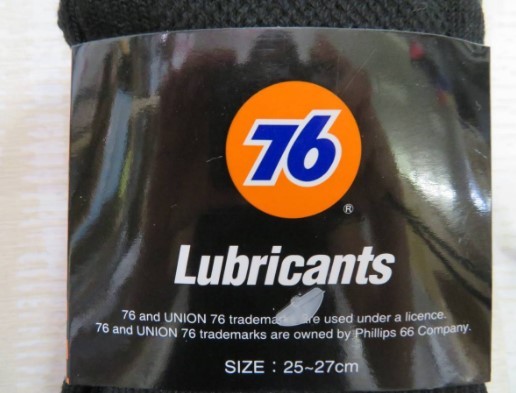 76
®
Lubricants
76 and UNION 76 trademarks are used under a licence.
76 and UNION 76 trademarks are owned by Phillips 66 Company.
SIZE : 25~27cm